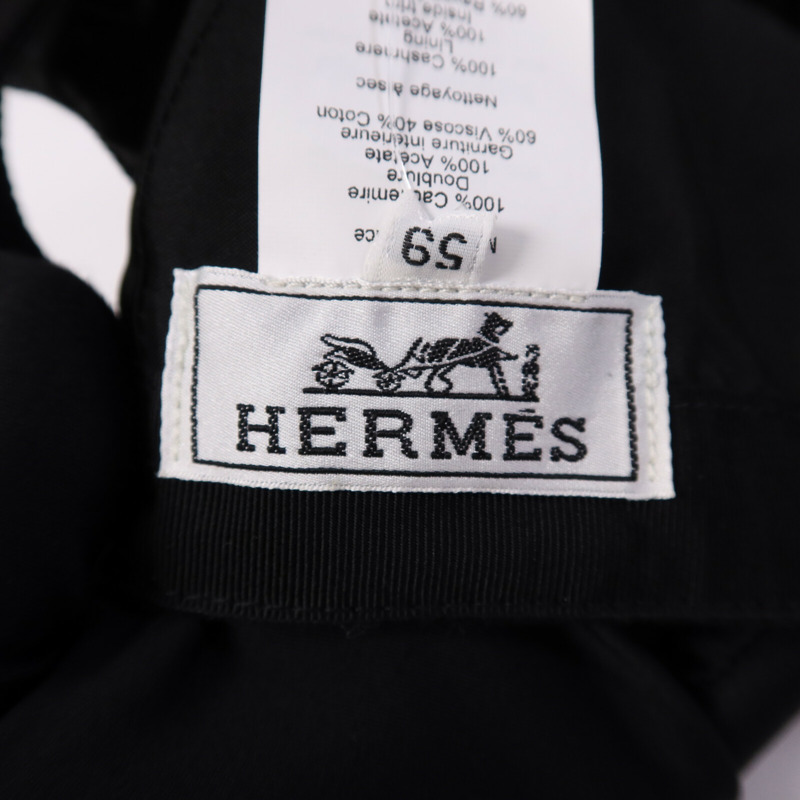 HERMÈS
59
100% Cachemire
Doublure
100% Acétate
Garniture intérieure
60% Viscose 40% Coton
Nettoyage à sec
100% Cashmere
Lining
100% Acetate
Inside trim
60%